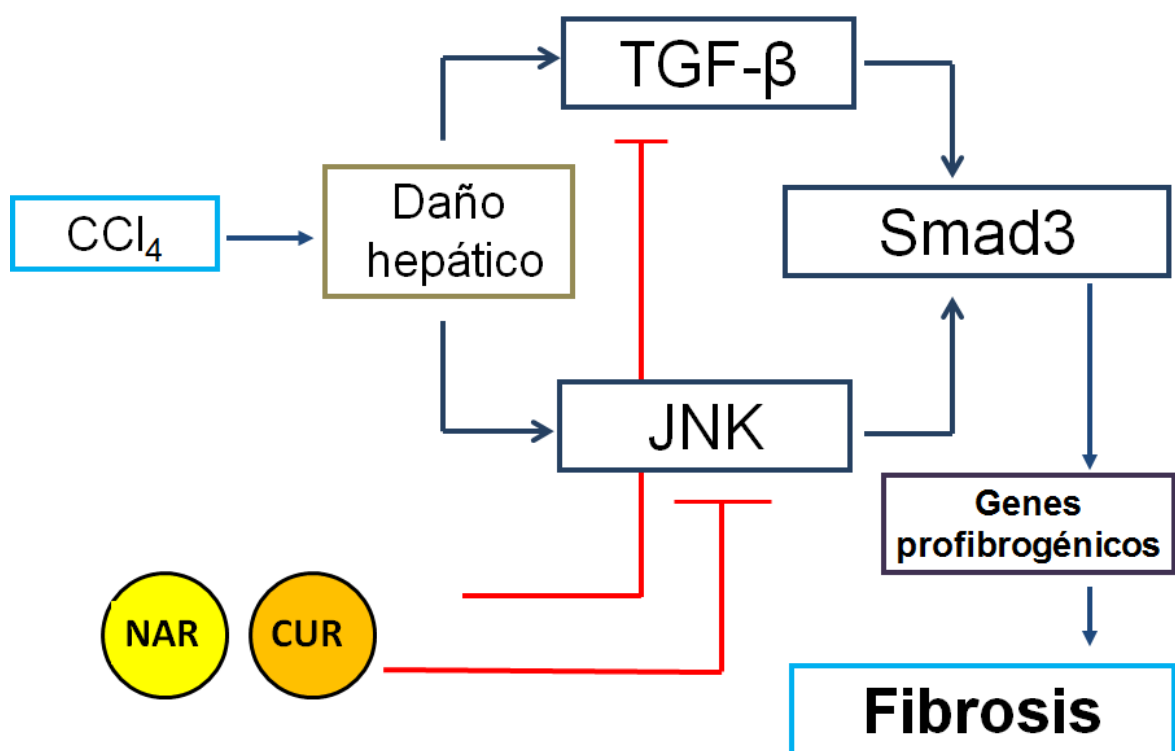 TGF-β
CCl₄
Daño
hepático
Smad3
JNK
Genes
profibrogénicos
NAR
CUR
Fibrosis